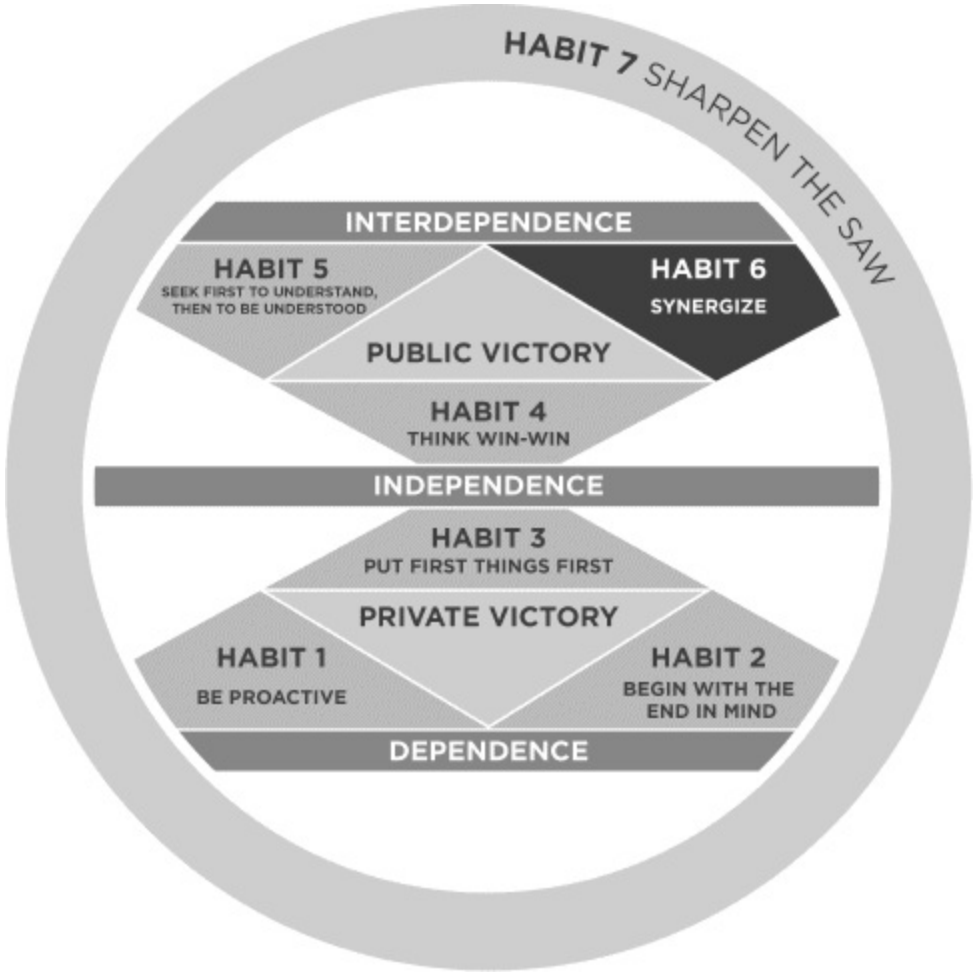 HABIT 7 SHARPEN THE SAW
INTERDEPENDENCE
HABIT 5
SEEK FIRST TO UNDERSTAND,
THEN TO BE UNDERSTOOD
HABIT 6
SYNERGIZE
PUBLIC VICTORY
HABIT 4
THINK WIN-WIN
INDEPENDENCE
HABIT 3
PUT FIRST THINGS FIRST
PRIVATE VICTORY
HABIT 1
BE PROACTIVE
HABIT 2
BEGIN WITH THE
END IN MIND
DEPENDENCE